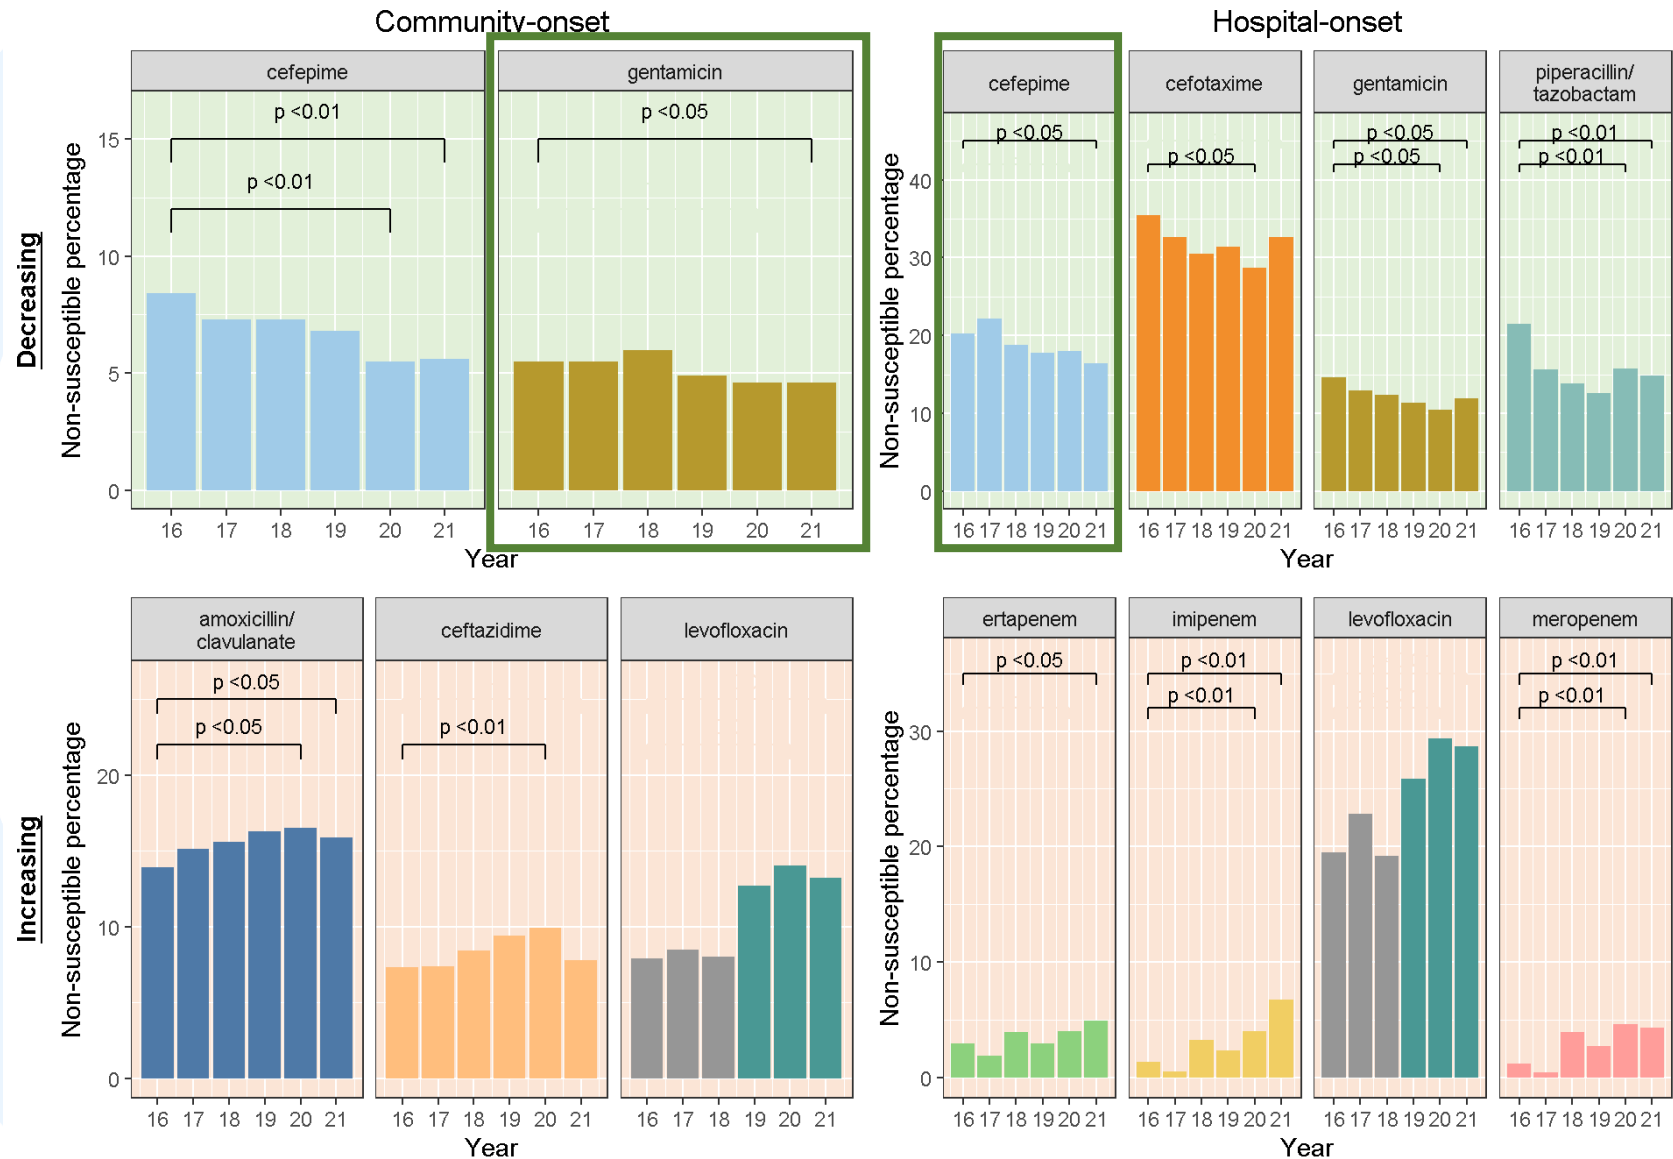 Community-onset
Hospital-onset
Decreasing
Non-susceptible percentage
15
10
5
0
cefepime
p <0.01
p <0.01
16 17 18 19 20 21
gentamicin
p <0.05
16 17 18 19 20 21
Year
Non-susceptible percentage
40
30
20
10
0
cefepime
p <0.05
16 17 18 19 20 21
cefotaxime
p <0.05
16 17 18 19 20 21
gentamicin
p <0.05
p <0.05
16 17 18 19 20 21
piperacillin/
tazobactam
p <0.01
p <0.01
16 17 18 19 20 21
Year
Increasing
Non-susceptible percentage
20
10
0
amoxicillin/
clavulanate
p <0.05
p <0.05
16 17 18 19 20 21
ceftazidime
p <0.01
16 17 18 19 20 21
levofloxacin
16 17 18 19 20 21
Year
Non-susceptible percentage
30
20
10
0
ertapenem
p <0.05
16 17 18 19 20 21
imipenem
p <0.01
p <0.01
16 17 18 19 20 21
levofloxacin
16 17 18 19 20 21
meropenem
p <0.01
p <0.01
16 17 18 19 20 21
Year